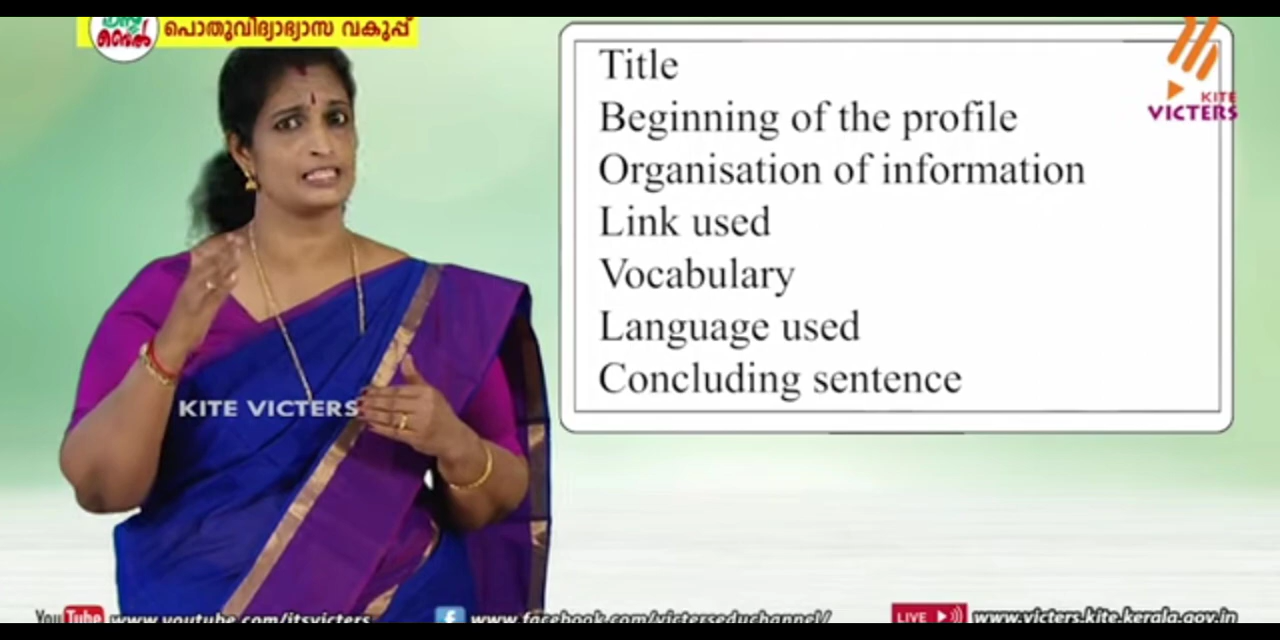 പൊതുവിദ്യാഭ്യാസ വകുപ്പ്
Title
KITE
VICTERS
Beginning of the profile
Organisation of information
Link used
Vocabulary
Language used
Concluding sentence
KITE VICTERS
YouTube www.youtube.com/itsvicters
www.facebook.com/victerseduchannel/
LIVE www.victers.kite.kerala.gov.in